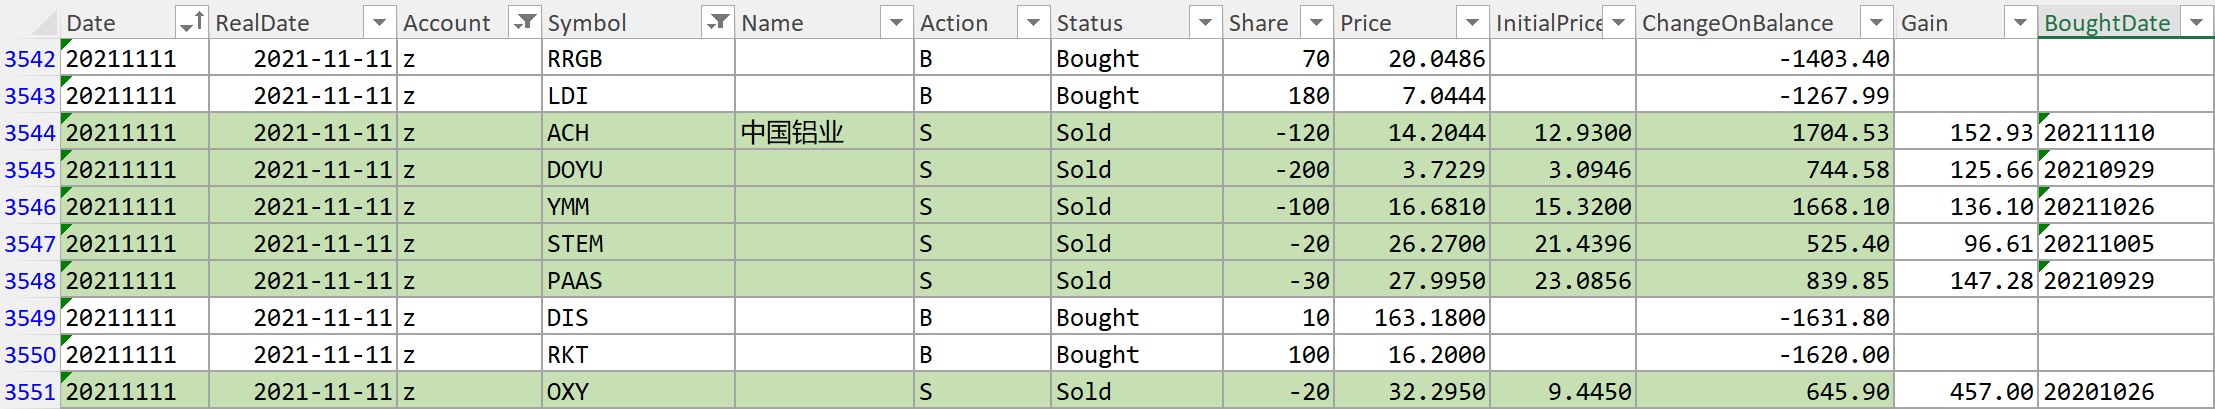 Date RealDate Account Symbol Name Action Status Share Price InitialPrice ChangeOnBalance Gain BoughtDate
3542 20211111 2021-11-11 z RRGB B Bought 70 20.0486 -1403.40
3543 20211111 2021-11-11 z LDI B Bought 180 7.0444 -1267.99
3544 20211111 2021-11-11 z ACH 中国铝业 S Sold -120 14.2044 12.9300 1704.53 152.93 20211110
3545 20211111 2021-11-11 z DOYU S Sold -200 3.7229 3.0946 744.58 125.66 20210929
3546 20211111 2021-11-11 z YMM S Sold -100 16.6810 15.3200 1668.10 136.10 20211026
3547 20211111 2021-11-11 z STEM S Sold -20 26.2700 21.4396 525.40 96.61 20211005
3548 20211111 2021-11-11 z PAAS S Sold -30 27.9950 23.0856 839.85 147.28 20210929
3549 20211111 2021-11-11 z DIS B Bought 10 163.1800 -1631.80
3550 20211111 2021-11-11 z RKT B Bought 100 16.2000 -1620.00
3551 20211111 2021-11-11 z OXY S Sold -20 32.2950 9.4450 645.90 457.00 20201026